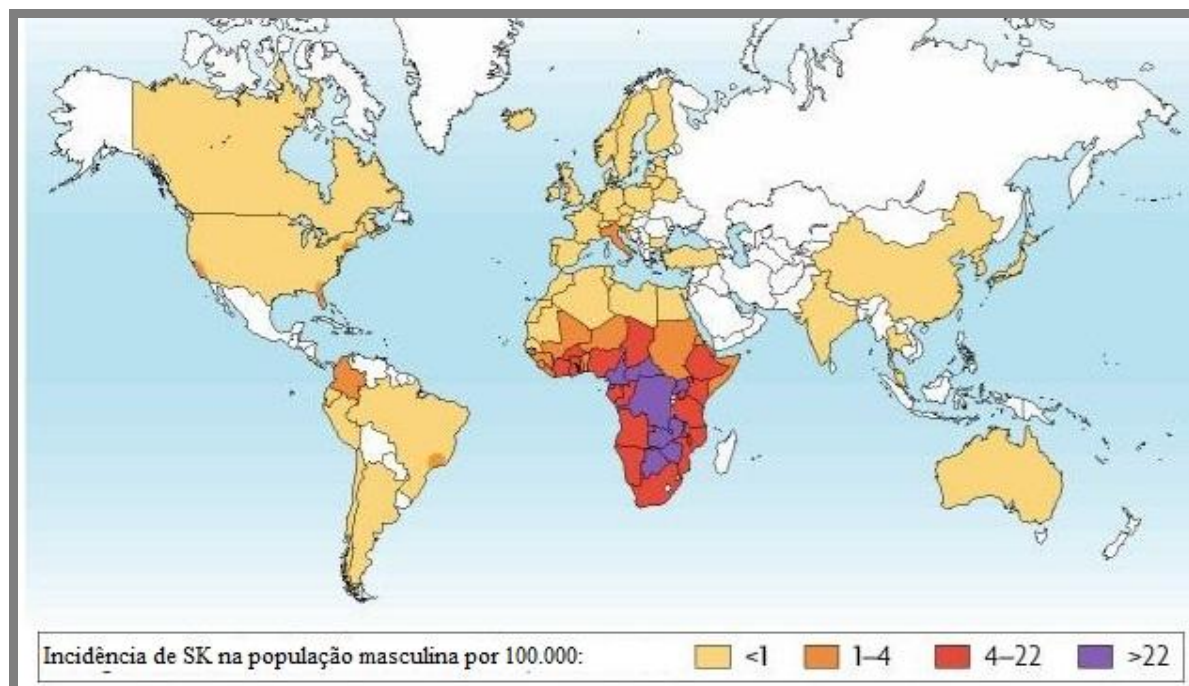 Incidência de SK na população masculina por 100.000: <1 1–4 4–22 >22